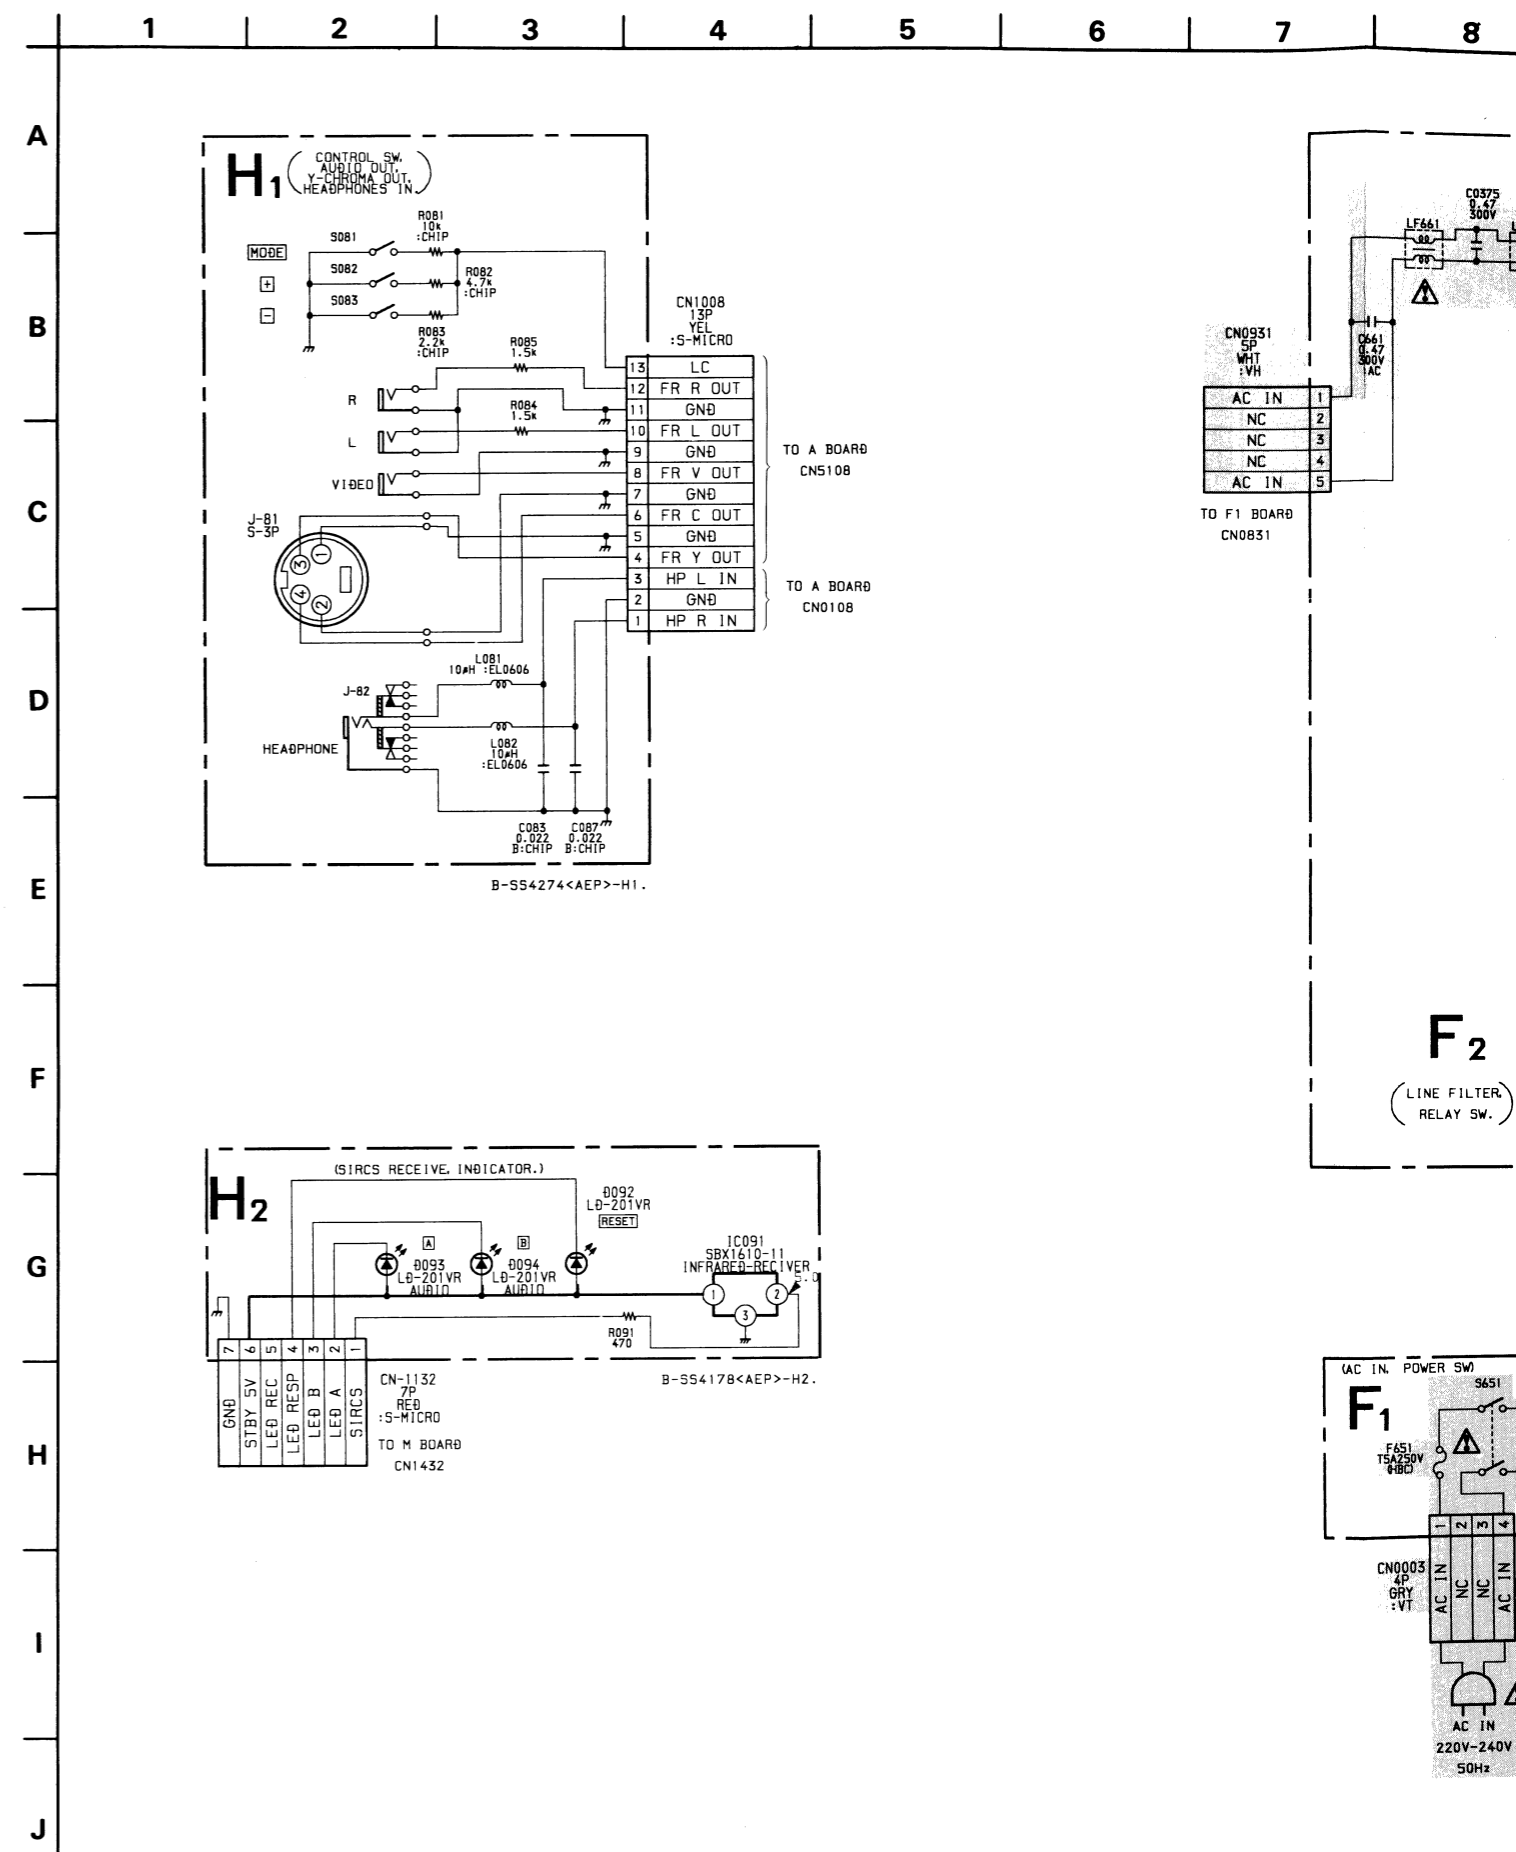 1 2 3 4 5 6 7 8
A
B
C
D
E
F
G
H
I
J
H1
CONTROL SW,
AUDIO OUT,
Y-CHROMA OUT,
HEADPHONES IN
R081
10k
:CHIP
MODE
S081
+
S082
R082
4.7k
:CHIP
-
S083
R083
2.2k
:CHIP
R085
1.5k
R084
1.5k
R
L
VIDEO
J-81
S-3P
3
1
4
2
CN1008
13P
YEL
:S-MICRO
13 LC
12 FR R OUT
11 GND
10 FR L OUT
9 GND
8 FR V OUT
7 GND
6 FR C OUT
5 GND
4 FR Y OUT
3 HP L IN
2 GND
1 HP R IN
TO A BOARD
CN5108
TO A BOARD
CN0108
L081
10µH :EL0606
J-82
HEADPHONE
L082
10µH
:EL0606
C083
0.022
B:CHIP
C087
0.022
B:CHIP
B-SS4274<AEP>-H1.
C0375
0.47
300V
LF661
C661
0.47
300V
:AC
CN0931
5P
WHT
:VH
AC IN 1
NC 2
NC 3
NC 4
AC IN 5
TO F1 BOARD
CN0831
F2
(LINE FILTER,
RELAY SW.)
H2
(SIRCS RECEIVE, INDICATOR.)
D092
LD-201VR
RESET
A
D093
LD-201VR
AUDIO
B
D094
LD-201VR
AUDIO
IC091
SBX1610-11
INFRARED-RECIVER
5.0
1
2
3
R091
470
7 GND
6 STBY 5V
5 LED REC
4 LED RESP
3 LED B
2 LED A
1 SIRCS
CN-1132
7P
RED
:S-MICRO
TO M BOARD
CN1432
B-SS4178<AEP>-H2.
(AC IN, POWER SW)
F1
S651
F651
T5A250V
(HBC)
1 AC IN
2 NC
3 NC
4 AC IN
CN0003
4P
GRY
:VT
AC IN
220V-240V
50Hz